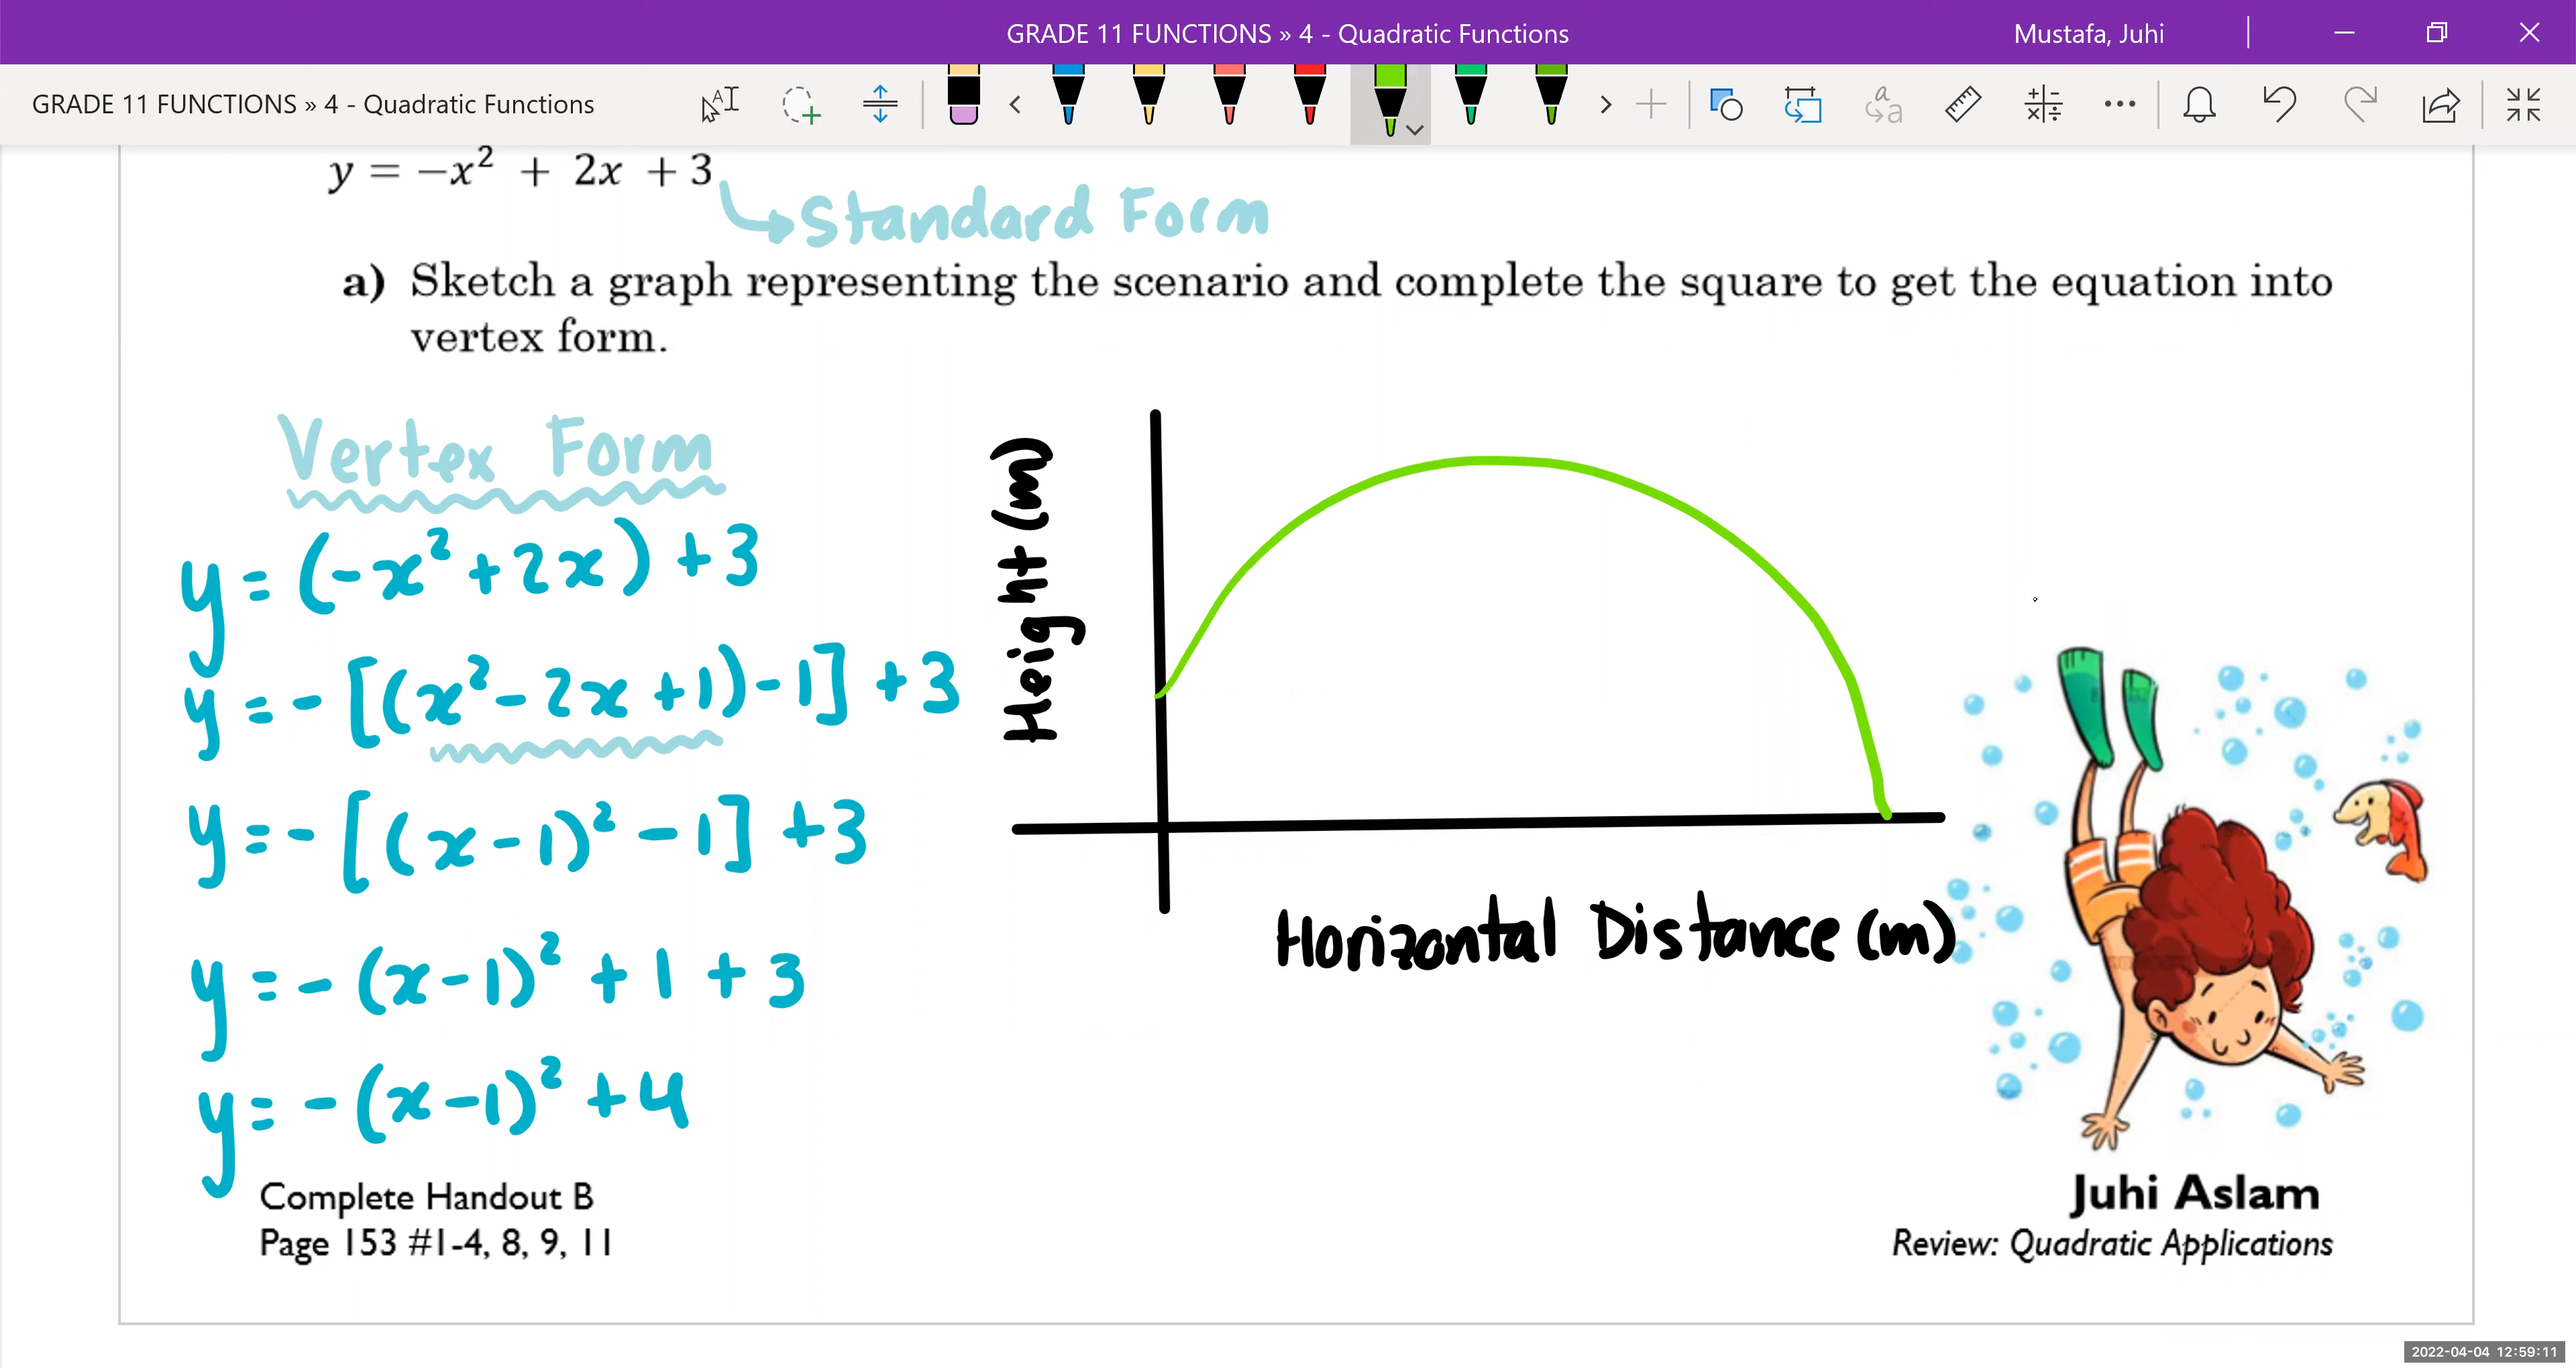 GRADE 11 FUNCTIONS » 4 - Quadratic Functions
Mustafa, Juhi
GRADE 11 FUNCTIONS » 4 - Quadratic Functions
y = −x² + 2x + 3
Standard Form
a) Sketch a graph representing the scenario and complete the square to get the equation into
vertex form.
Vertex Form
y = (-x² + 2x) + 3
y = - [(x² - 2x + 1) - 1] + 3
y = - [(x - 1)² - 1] + 3
y = - (x - 1)² + 1 + 3
y = - (x - 1)² + 4
Height (m)
Horizontal Distance (m)
Complete Handout B
Page 153 #1-4, 8, 9, 11
Juhi Aslam
Review: Quadratic Applications
2022-04-04 12:59:11